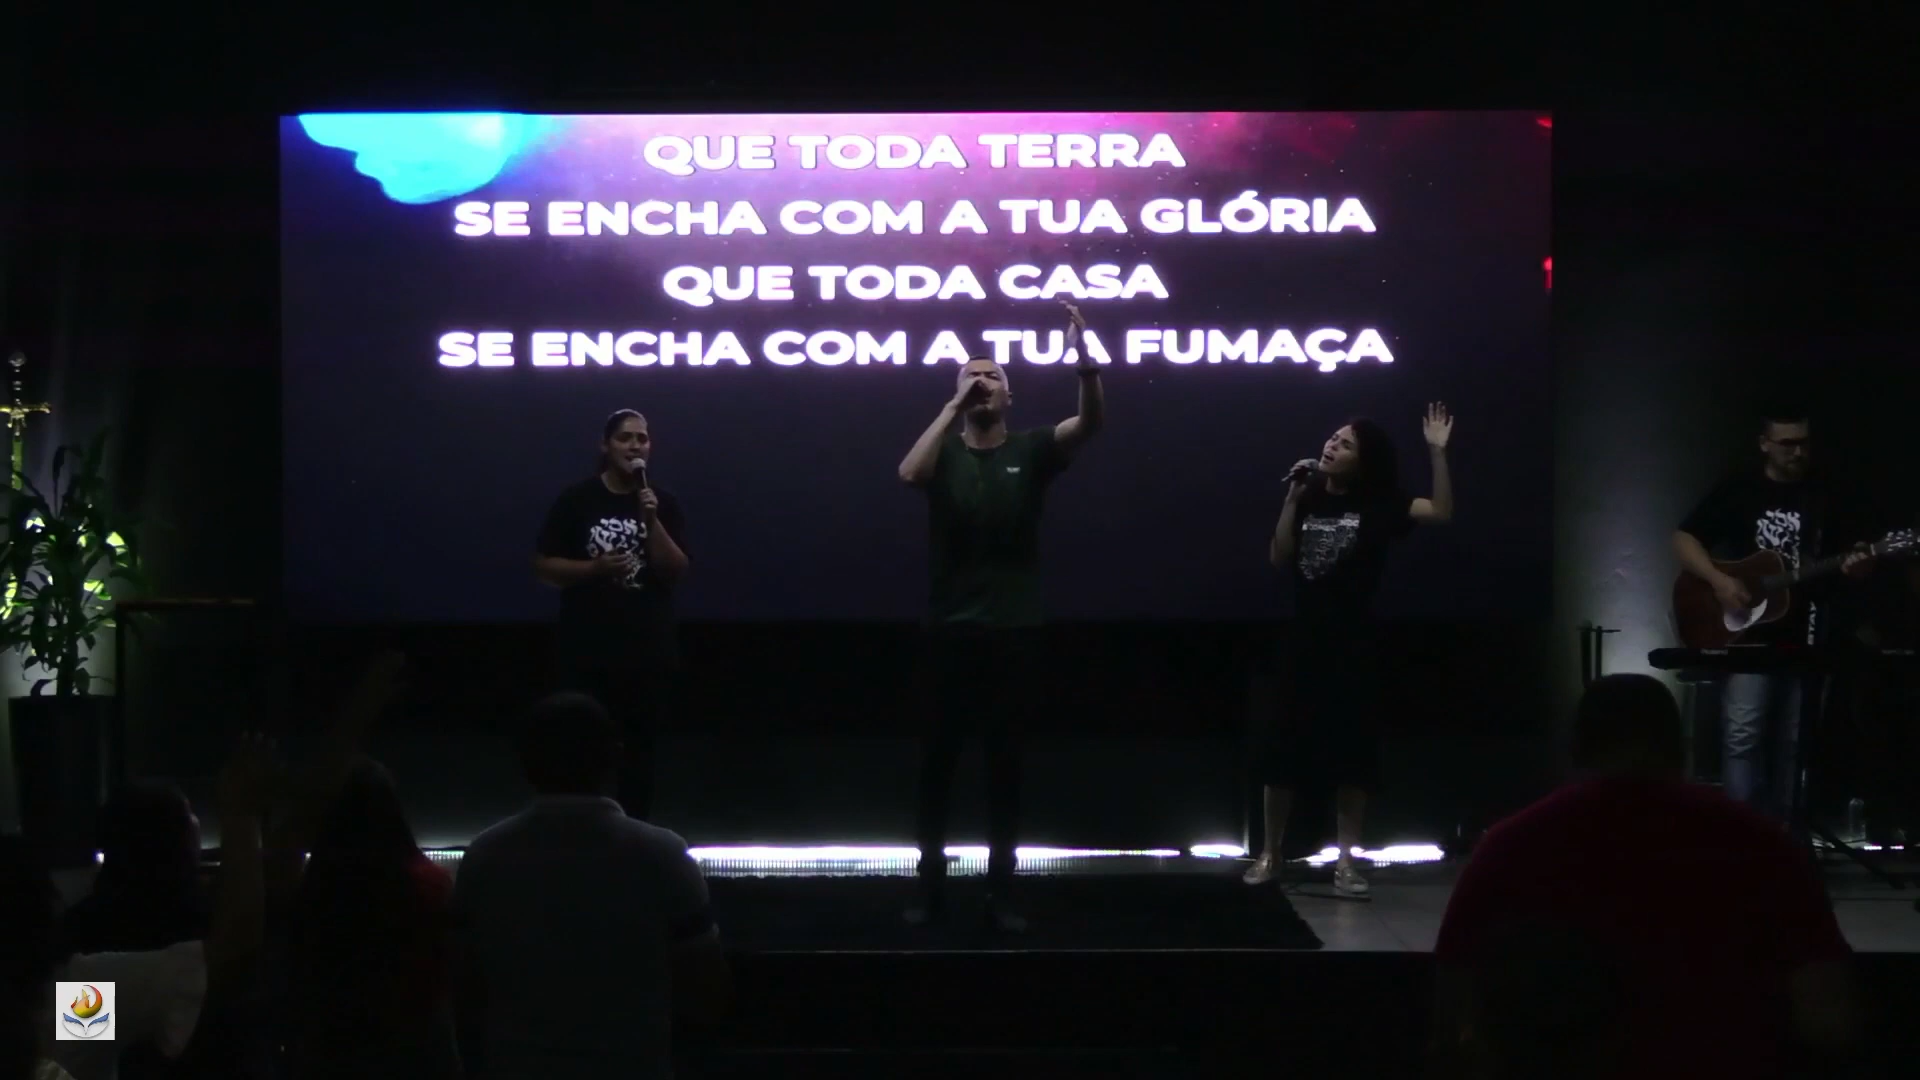 QUE TODA TERRA
SE ENCHA COM A TUA GLÓRIA
QUE TODA CASA
SE ENCHA COM A TUA FUMAÇA